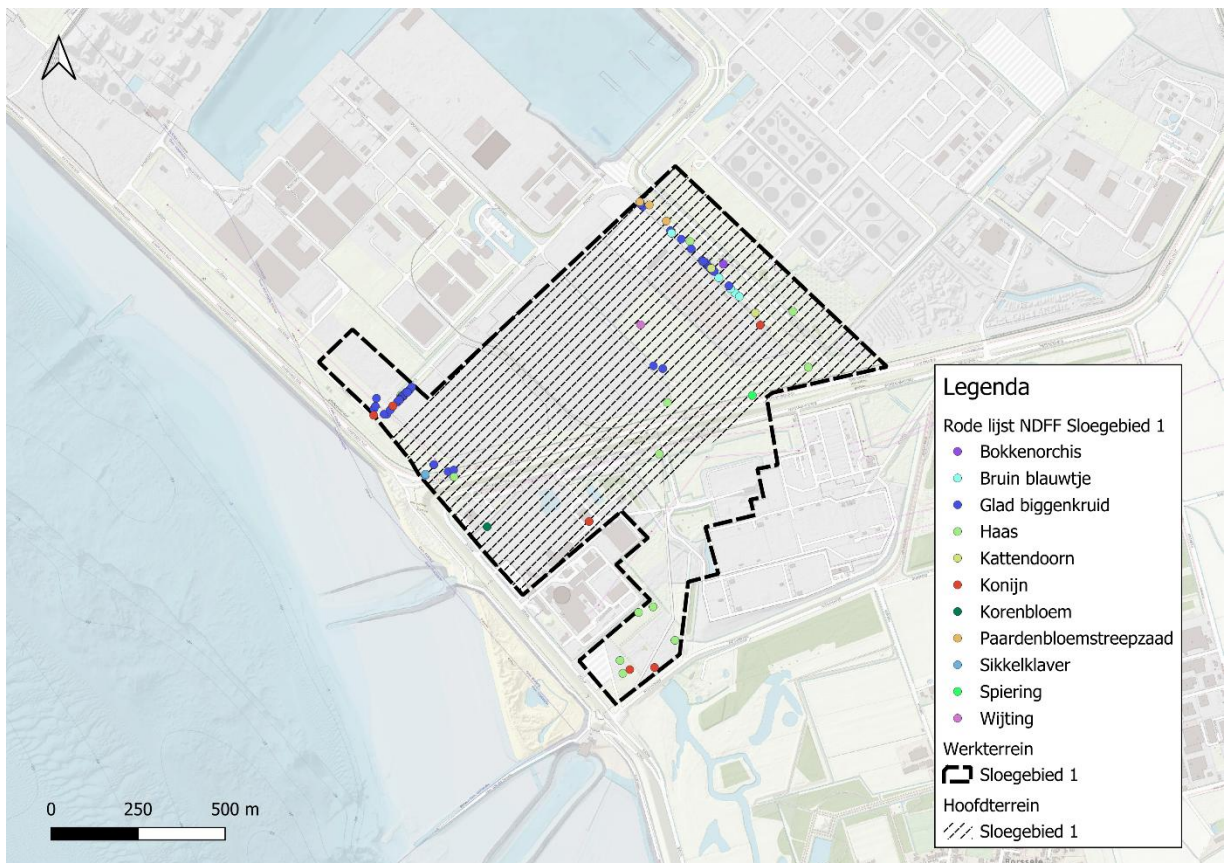 Legenda
Rode lijst NDFF Sloegebied 1
Bokkenorchis
Bruin blauwtje
Glad biggenkruid
Haas
Kattendoorn
Konijn
Korenbloem
Paardenbloemstreepzaad
Sikkelklaver
Spiering
Wijting
Werkterrein
Sloegebied 1
Hoofdterrein
Sloegebied 1
0 250 500 m